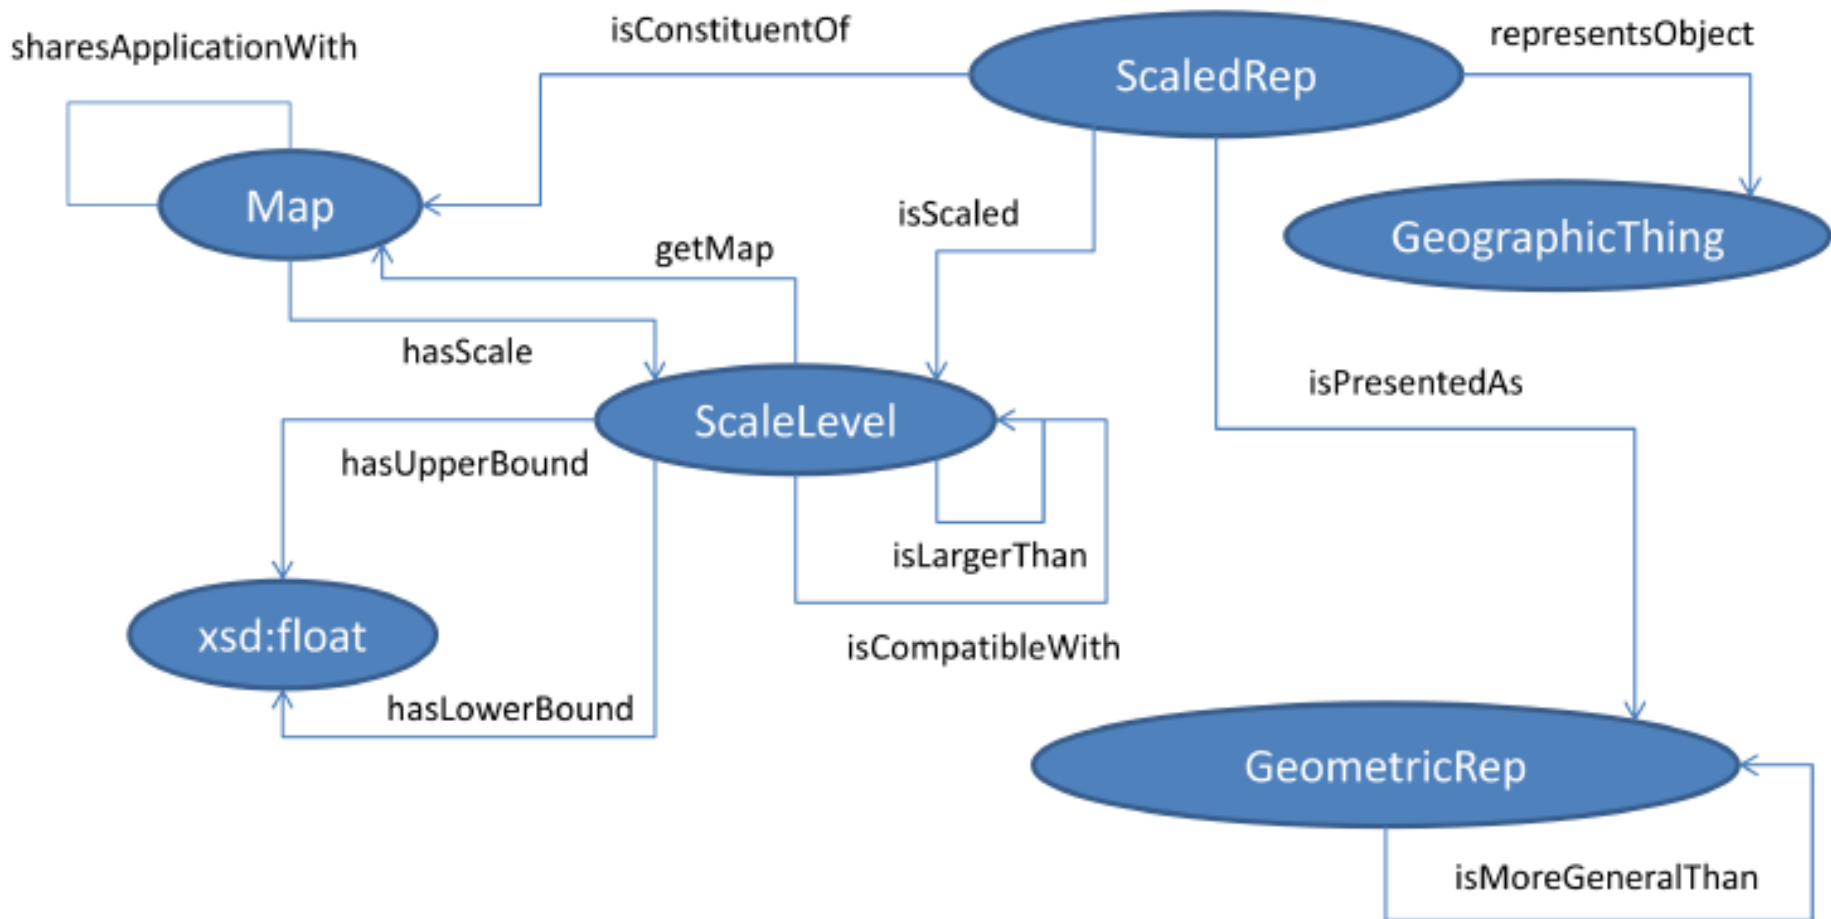 isConstituentOf
representsObject
sharesApplicationWith
ScaledRep
Map
isScaled
GeographicThing
getMap
hasScale
isPresentedAs
ScaleLevel
hasUpperBound
isLargerThan
xsd:float
isCompatibleWith
hasLowerBound
GeometricRep
isMoreGeneralThan